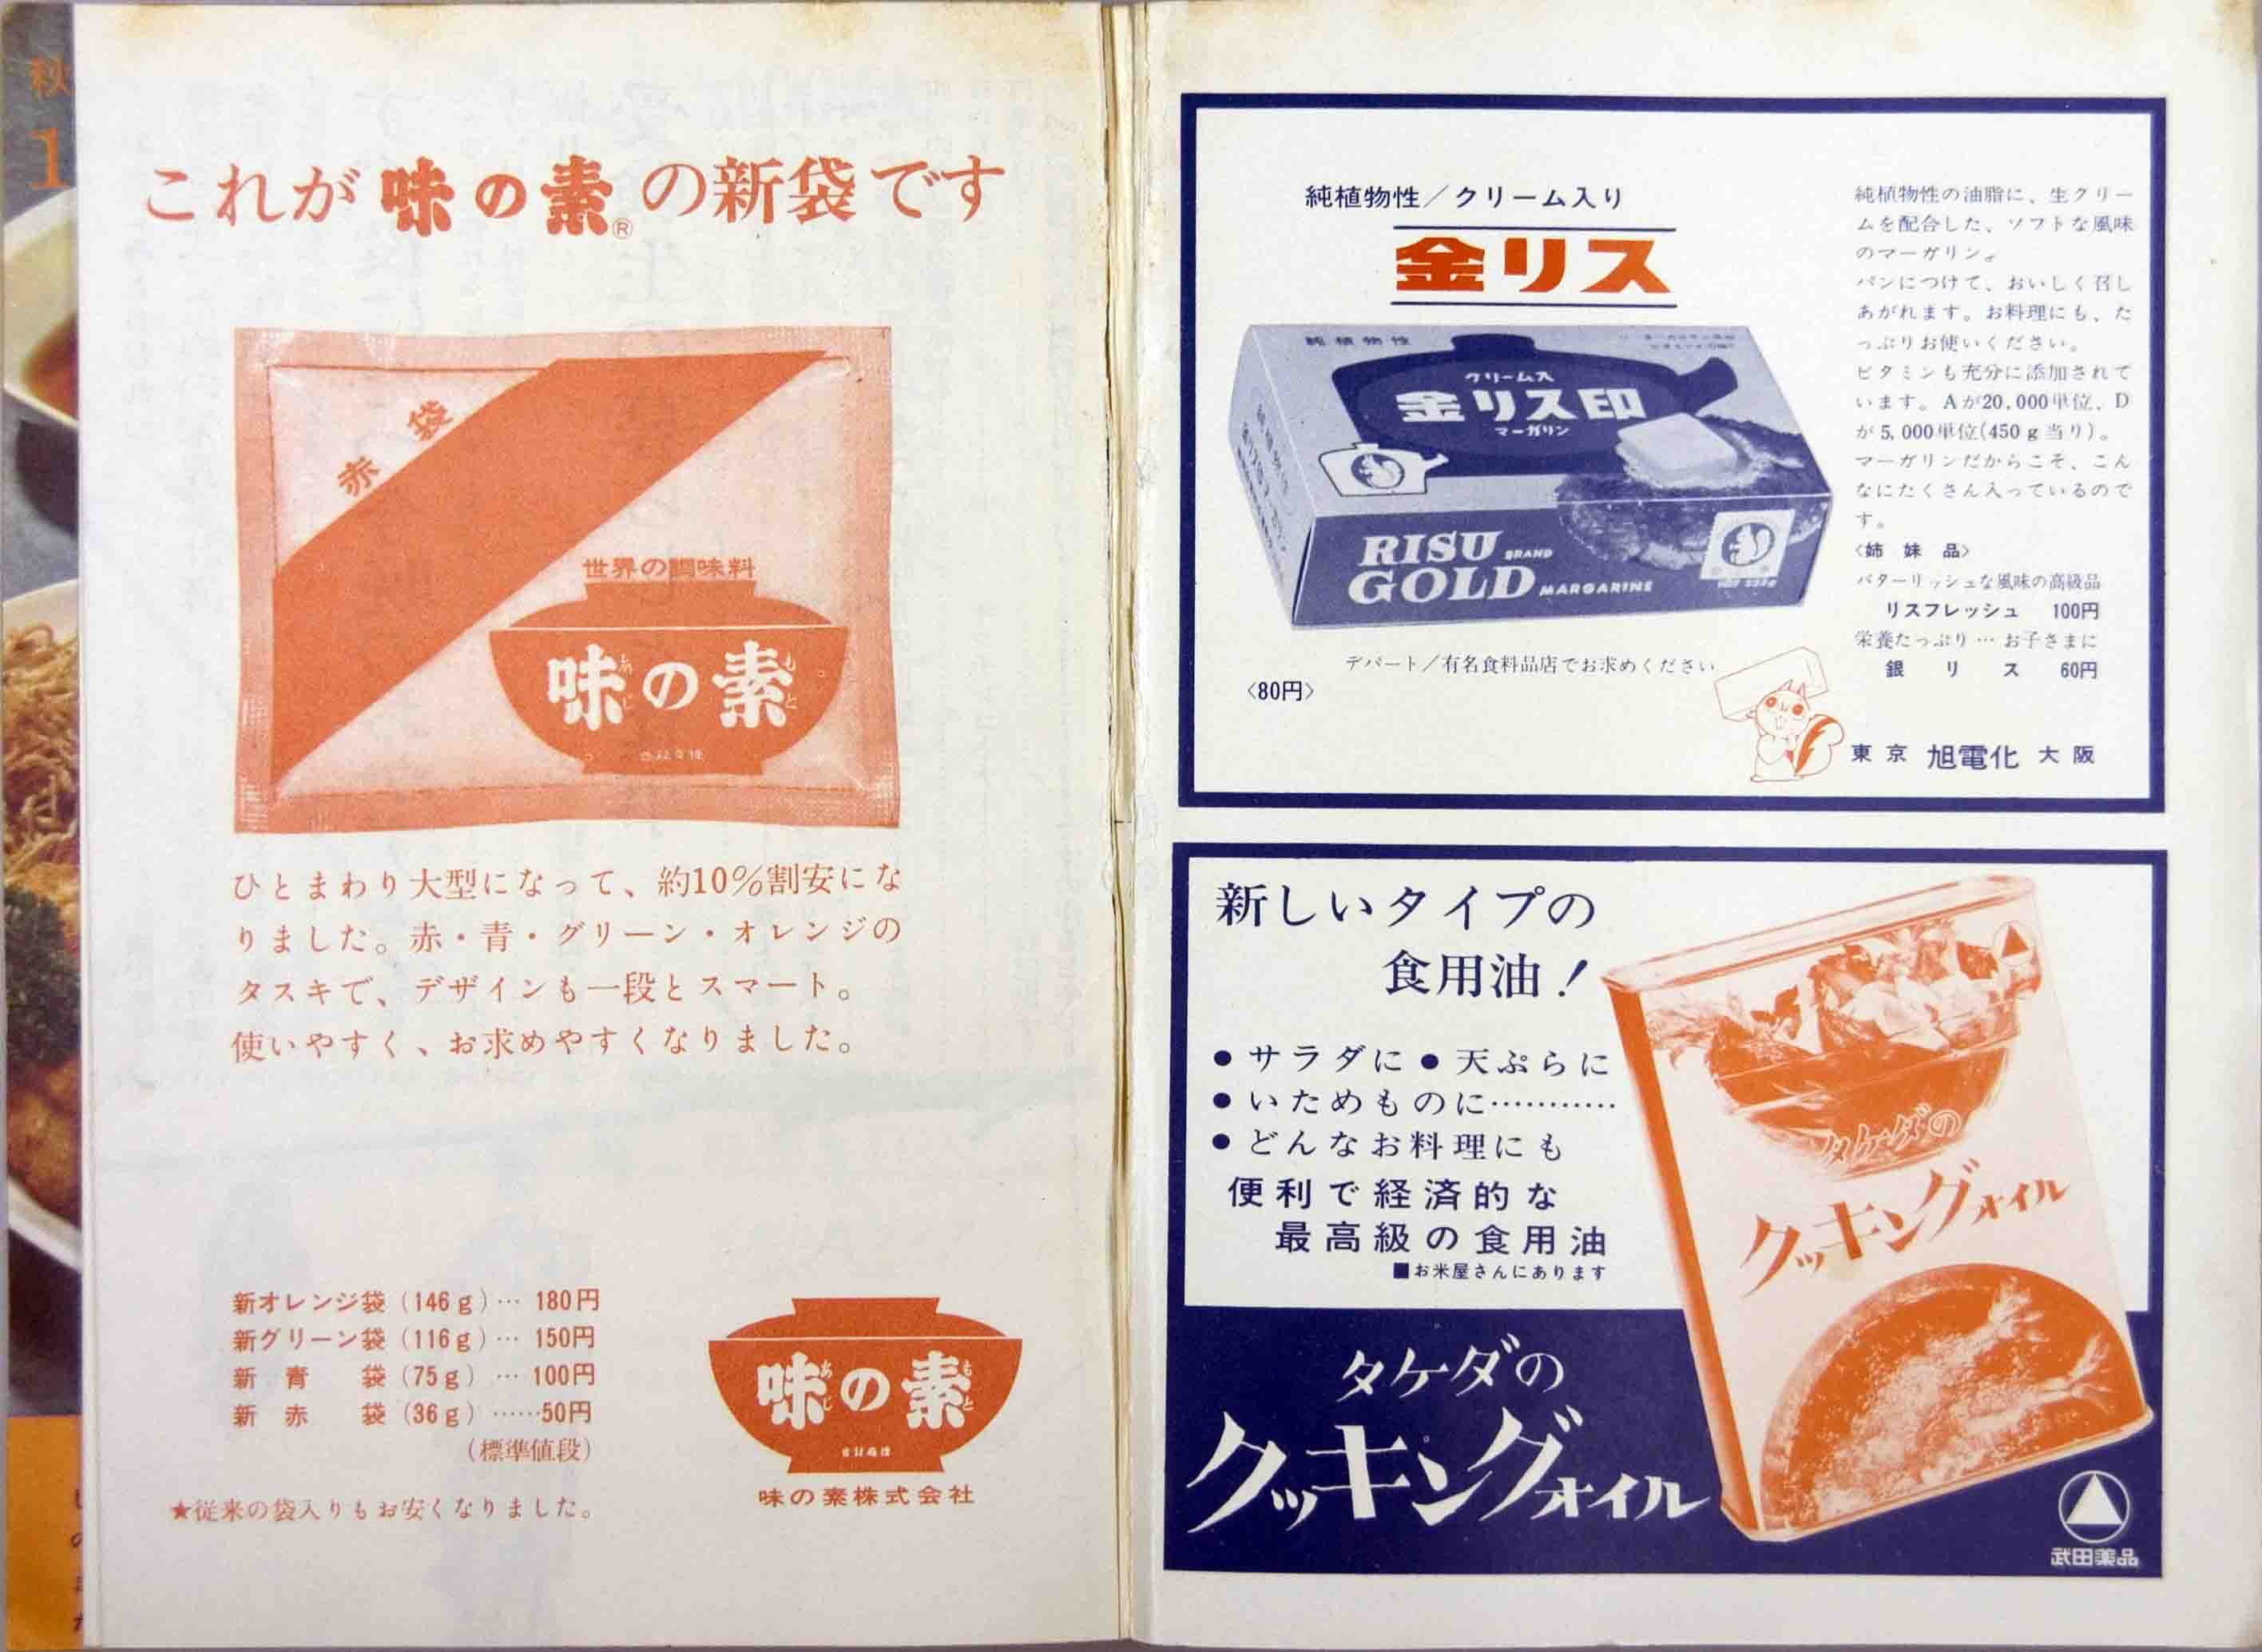 秋
1
これが味の素®の新袋です
赤袋
世界の調味料
味の素
あじ
もと
ひとまわり大型になって、約10%割安にな
りました。赤・青・グリーン・オレンジの
タスキで、デザインも一段とスマート。
使いやすく、お求めやすくなりました。
新オレンジ袋(146g)… 180円
新グリーン袋(116g)… 150円
新青袋(75g)… 100円
新赤袋(36g)……50円
(標準値段)
★従来の袋入りもお安くなりました。
味の素
あじ
もと
味の素株式会社
純植物性/クリーム入り
金リス
純植物性
クリーム入
金リス印
マーガリン
RISU BRAND
GOLD MARGARINE
デパート/有名食料品店でお求めください
〈80円〉
純植物性の油脂に、生クリー
ムを配合した、ソフトな風味
のマーガリン。
パンにつけて、おいしく召し
あがれます。お料理にも、た
っぷりお使いください。
ビタミンも充分に添加されて
います。Aが20,000単位、D
が5,000単位(450g当り)。
マーガリンだからこそ、こん
なにたくさん入っているので
す。
〈姉妹品〉
バターリッシュな風味の高級品
リスフレッシュ 100円
栄養たっぷり…お子さまに
銀リス 60円
東京 旭電化 大阪
新しいタイプの
食用油!
●サラダに●天ぷらに
●いためものに…………
●どんなお料理にも
便利で経済的な
最高級の食用油
■お米屋さんにあります
タケダの
クッキングオイル
タケダの
クッキングオイル
武田薬品